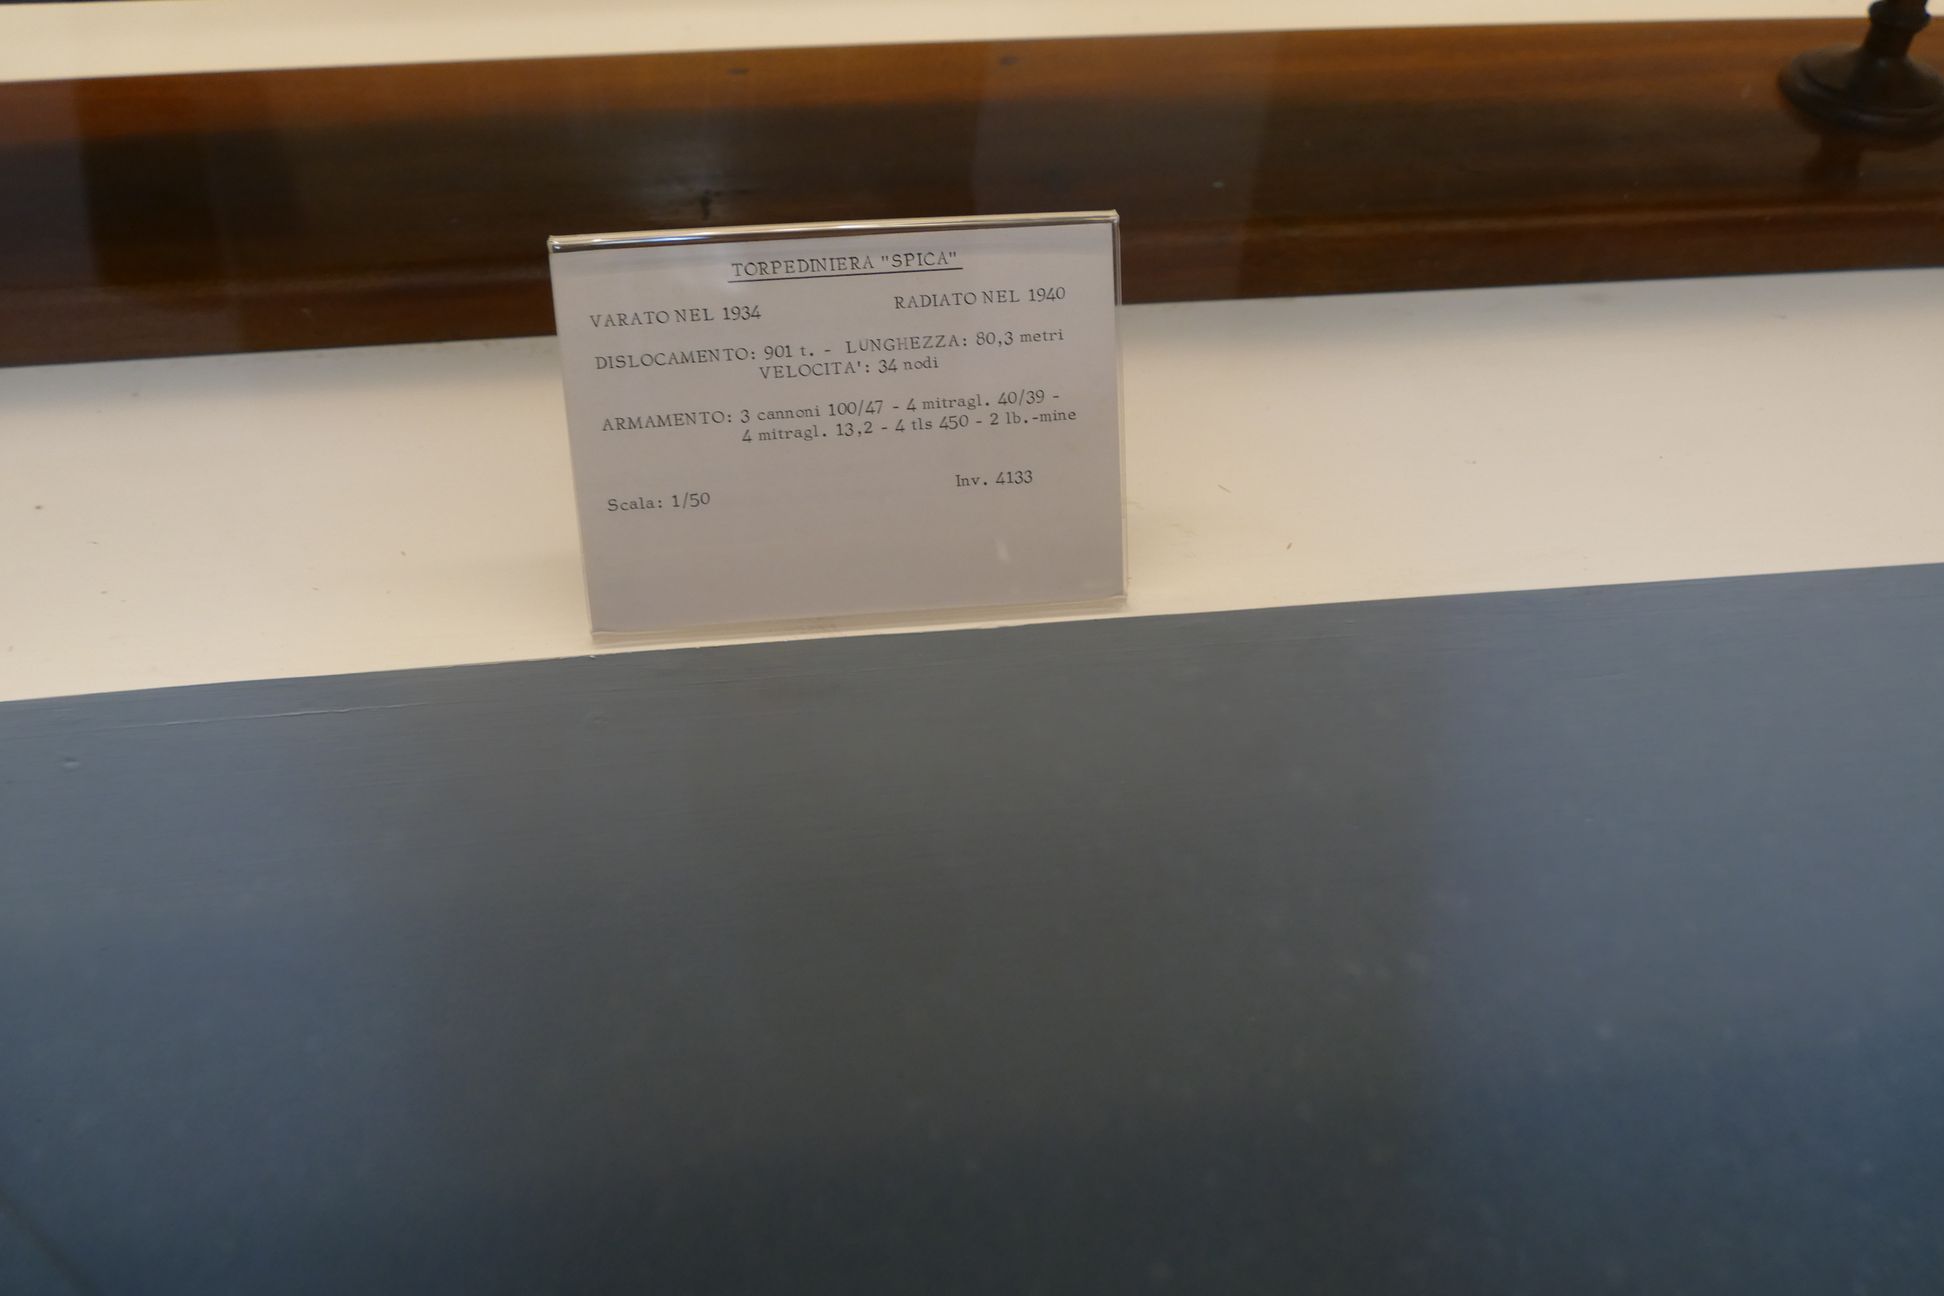 TORPEDINIERA "SPICA"
VARATO NEL 1934 RADIATO NEL 1940
DISLOCAMENTO: 901 t. - LUNGHEZZA: 80,3 metri
VELOCITA': 34 nodi
ARMAMENTO: 3 cannoni 100/47 - 4 mitragl. 40/39 -
4 mitragl. 13,2 - 4 tls 450 - 2 lb.-mine
Inv. 4133
Scala: 1/50